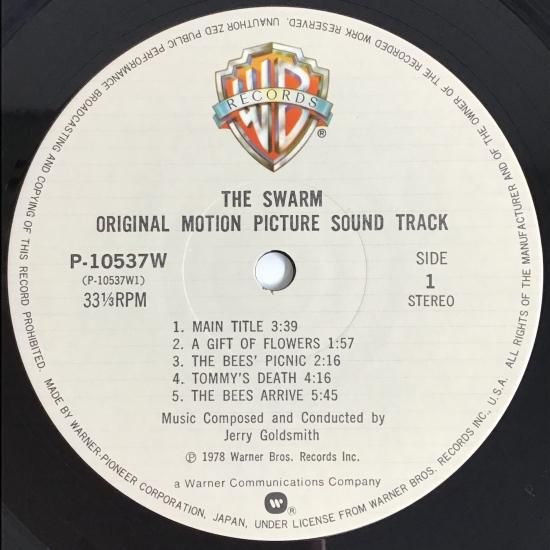 WB
RECORDS
®
THE SWARM
ORIGINAL MOTION PICTURE SOUND TRACK
P-10537W
(P-10537W1)
33⅓RPM
SIDE
1
STEREO
1. MAIN TITLE 3:39
2. A GIFT OF FLOWERS 1:57
3. THE BEES' PICNIC 2:16
4. TOMMY'S DEATH 4:16
5. THE BEES ARRIVE 5:45
Music Composed and Conducted by
Jerry Goldsmith
℗ 1978 Warner Bros. Records Inc.
a Warner Communications Company
W
MADE BY WARNER-PIONEER CORPORATION, JAPAN, UNDER LICENSE FROM WARNER BROS. RECORDS INC., U.S.A. ALL RIGHTS OF THE MANUFACTURER AND OF THE OWNER OF THE RECORDED WORK RESERVED. UNAUTHORIZED PUBLIC PERFORMANCE BROADCASTING AND COPYING OF THIS RECORD PROHIBITED.